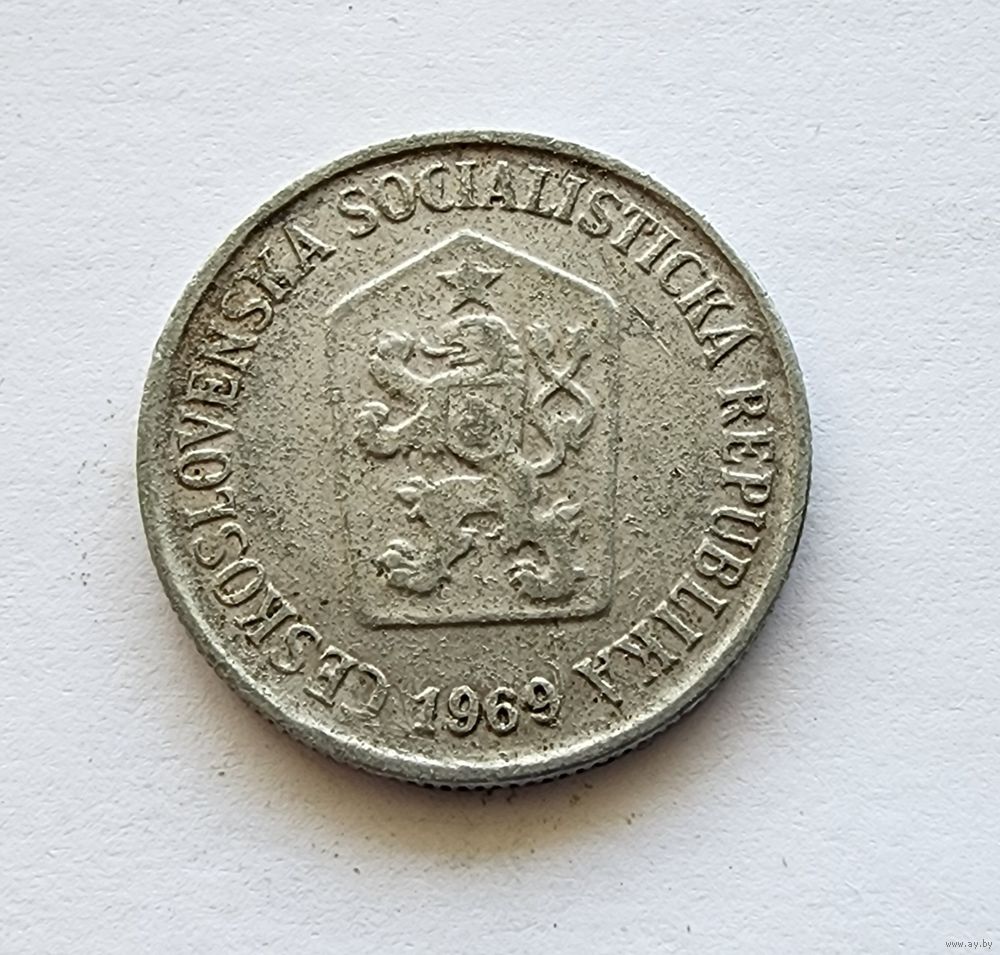 ČESKOSLOVENSKÁ SOCIALISTICKÁ REPUBLIKA
1969
www.ay.by